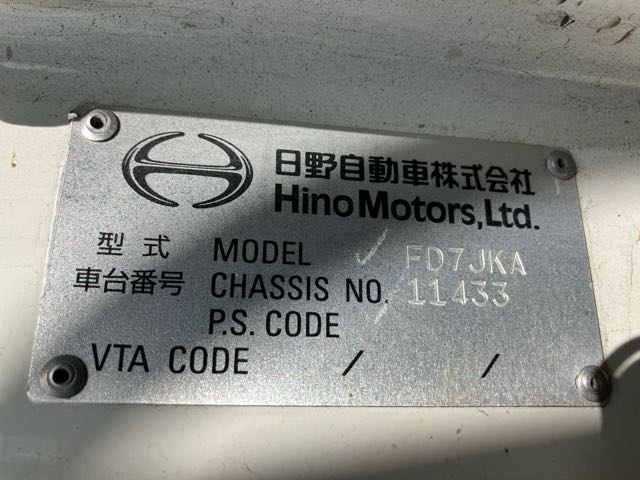 日野自動車株式会社
Hino Motors, Ltd.
型式 MODEL FD7JKA
車台番号 CHASSIS NO. 11433
P.S. CODE
VTA CODE / /